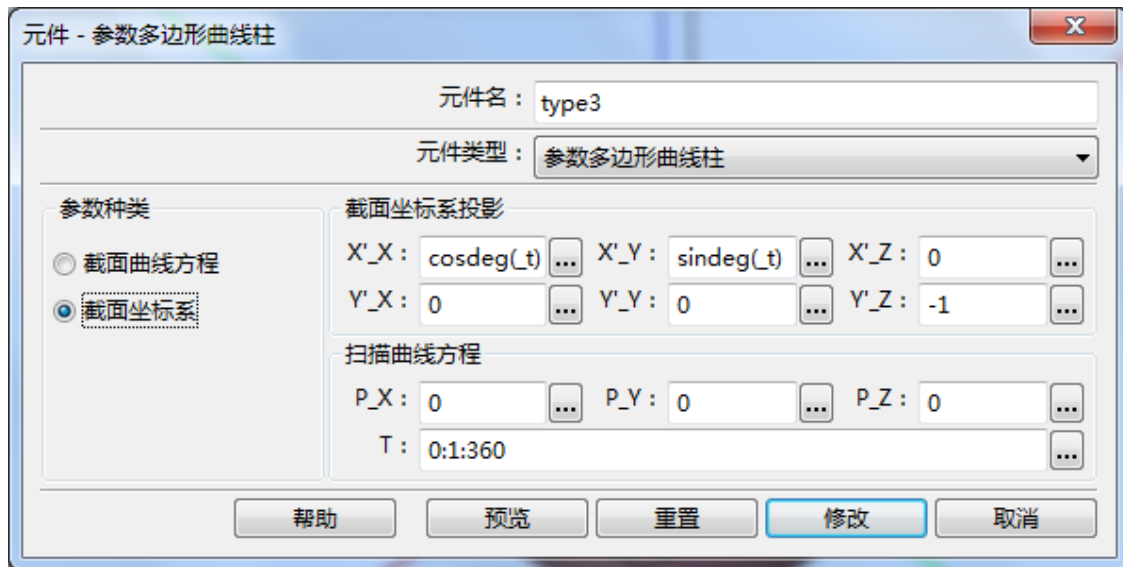 元件 - 参数多边形曲线柱
元件名： type3
元件类型： 参数多边形曲线柱
参数种类
截面曲线方程
截面坐标系
截面坐标系投影
X'_X： cosdeg(_t) ... X'_Y： sindeg(_t) ... X'_Z： 0 ...
Y'_X： 0 ... Y'_Y： 0 ... Y'_Z： -1 ...
扫描曲线方程
P_X： 0 ... P_Y： 0 ... P_Z： 0 ...
T： 0:1:360 ...
帮助 预览 重置 修改 取消